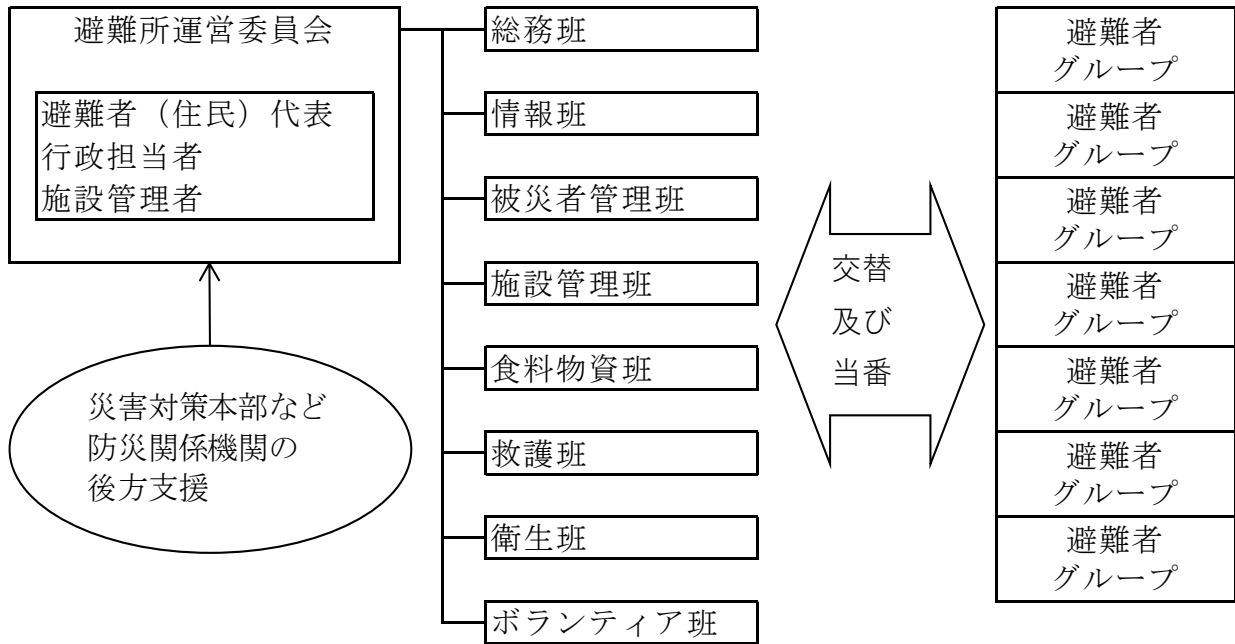 避難所運営委員会
避難者（住民）代表
行政担当者
施設管理者
災害対策本部など
防災関係機関の
後方支援
総務班
情報班
被災者管理班
施設管理班
食料物資班
救護班
衛生班
ボランティア班
交替
及び
当番
避難者
グループ
避難者
グループ
避難者
グループ
避難者
グループ
避難者
グループ
避難者
グループ
避難者
グループ